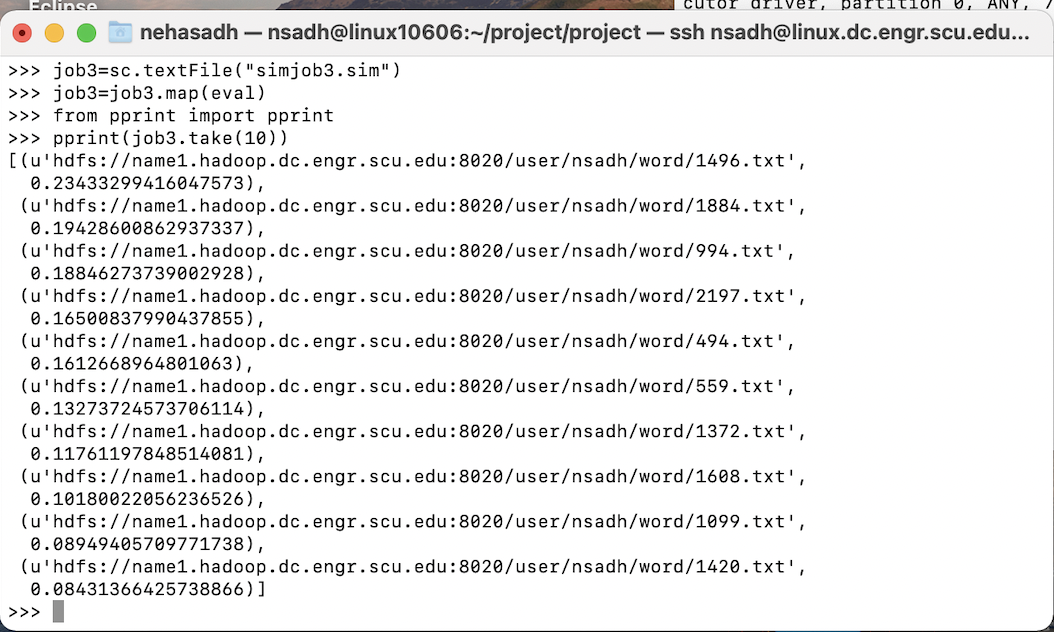 Eclipse
cutor driver, partition 0, ANY, 7
nehasadh — nsadh@linux10606:~/project/project — ssh nsadh@linux.dc.engr.scu.edu...
>>> job3=sc.textFile("simjob3.sim")
>>> job3=job3.map(eval)
>>> from pprint import pprint
>>> pprint(job3.take(10))
[(u'hdfs://name1.hadoop.dc.engr.scu.edu:8020/user/nsadh/word/1496.txt',
  0.23433299416047573),
 (u'hdfs://name1.hadoop.dc.engr.scu.edu:8020/user/nsadh/word/1884.txt',
  0.19428600862937337),
 (u'hdfs://name1.hadoop.dc.engr.scu.edu:8020/user/nsadh/word/994.txt',
  0.18846273739002928),
 (u'hdfs://name1.hadoop.dc.engr.scu.edu:8020/user/nsadh/word/2197.txt',
  0.16500837990437855),
 (u'hdfs://name1.hadoop.dc.engr.scu.edu:8020/user/nsadh/word/494.txt',
  0.1612668964801063),
 (u'hdfs://name1.hadoop.dc.engr.scu.edu:8020/user/nsadh/word/559.txt',
  0.13273724573706114),
 (u'hdfs://name1.hadoop.dc.engr.scu.edu:8020/user/nsadh/word/1372.txt',
  0.11761197848514081),
 (u'hdfs://name1.hadoop.dc.engr.scu.edu:8020/user/nsadh/word/1608.txt',
  0.10180022056236526),
 (u'hdfs://name1.hadoop.dc.engr.scu.edu:8020/user/nsadh/word/1099.txt',
  0.08949405709771738),
 (u'hdfs://name1.hadoop.dc.engr.scu.edu:8020/user/nsadh/word/1420.txt',
  0.08431366425738866)]
>>>